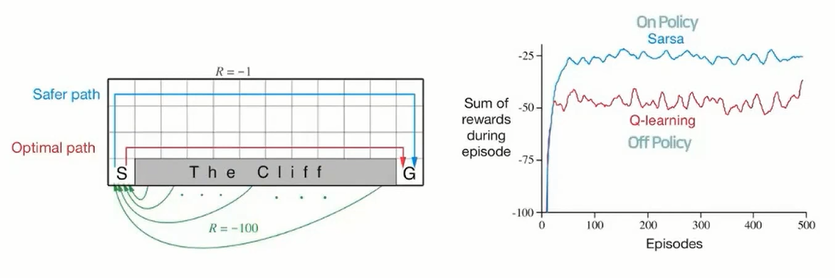 R = -1
Safer path
Optimal path
S
The Cliff
G
R = -100
On Policy
Sarsa
-25
Sum of
rewards
during
episode
-50
Q-learning
Off Policy
-75
-100
0
100
200
300
400
500
Episodes